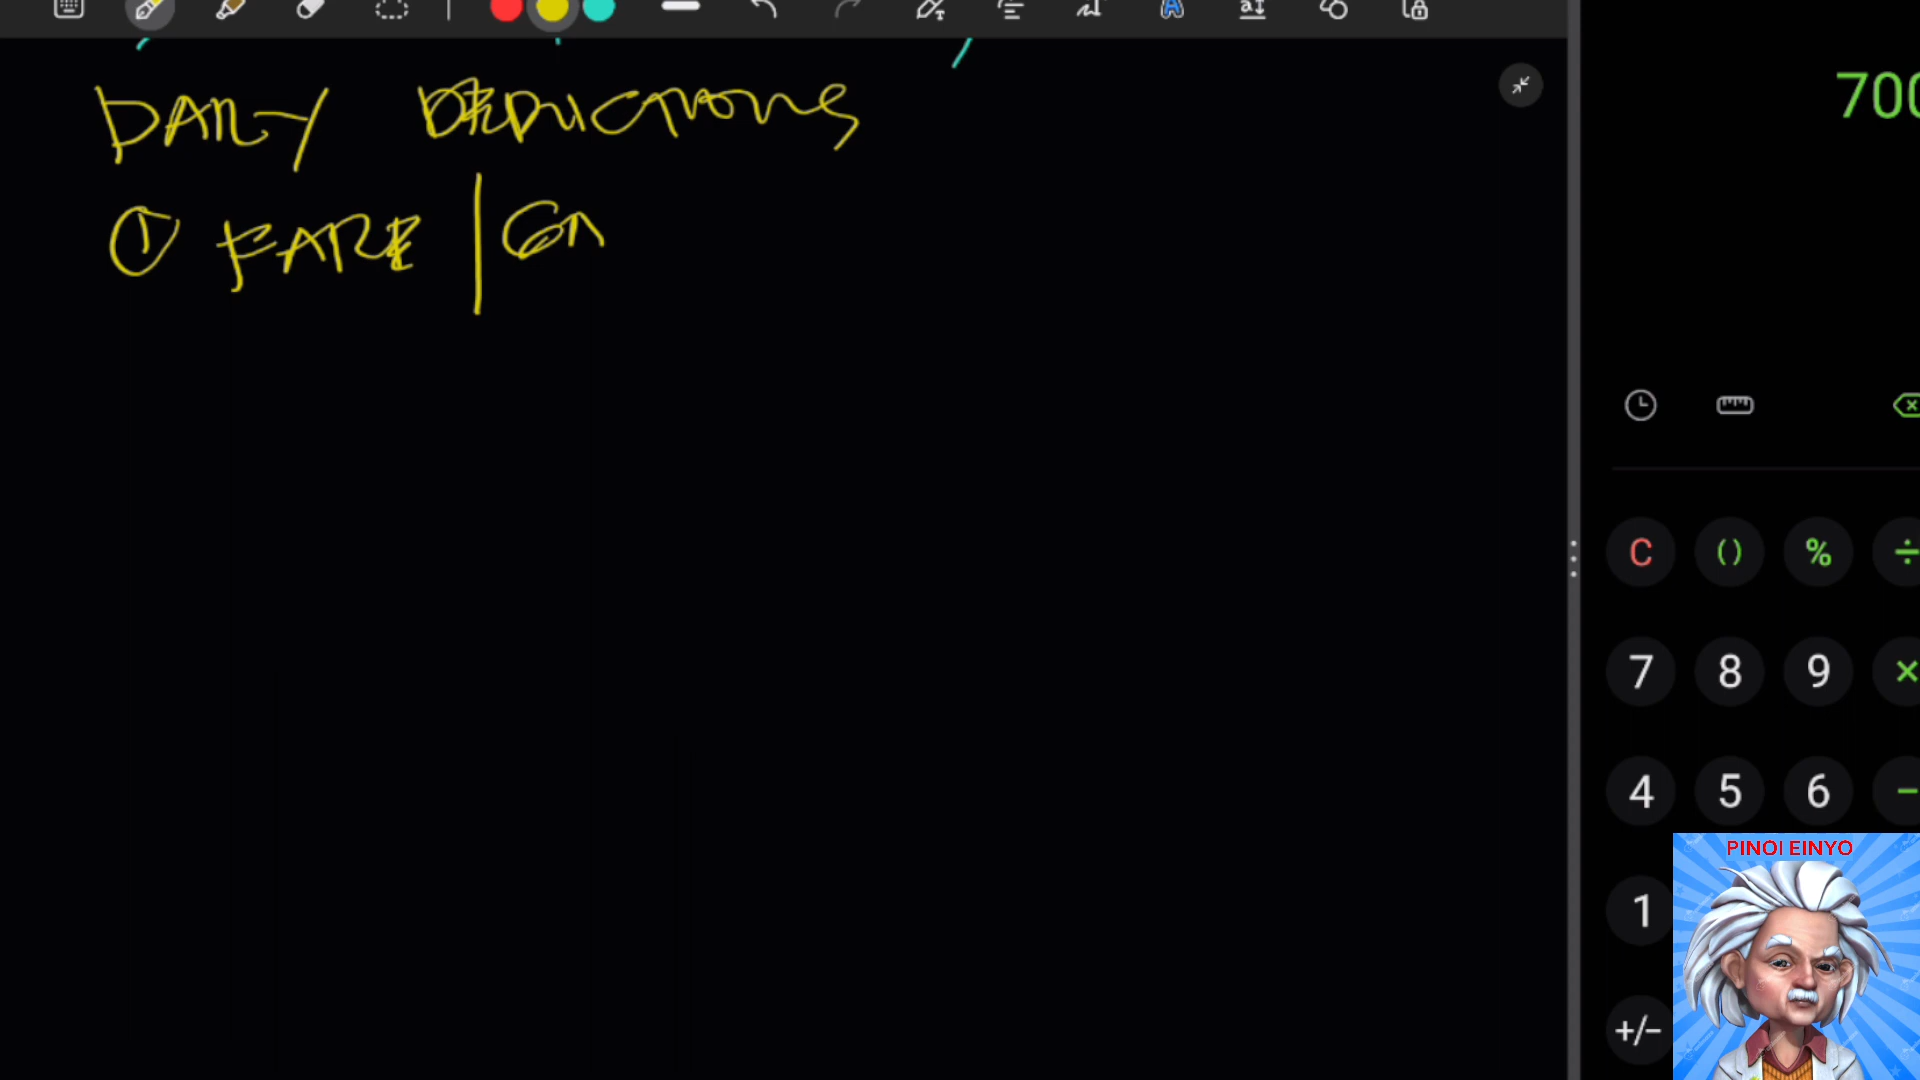 DAILY DEDUCTIONS
① FARE | GA
700
C () % ÷
7 8 9 ×
4 5 6 −
1
+/−
PINOI EINYO